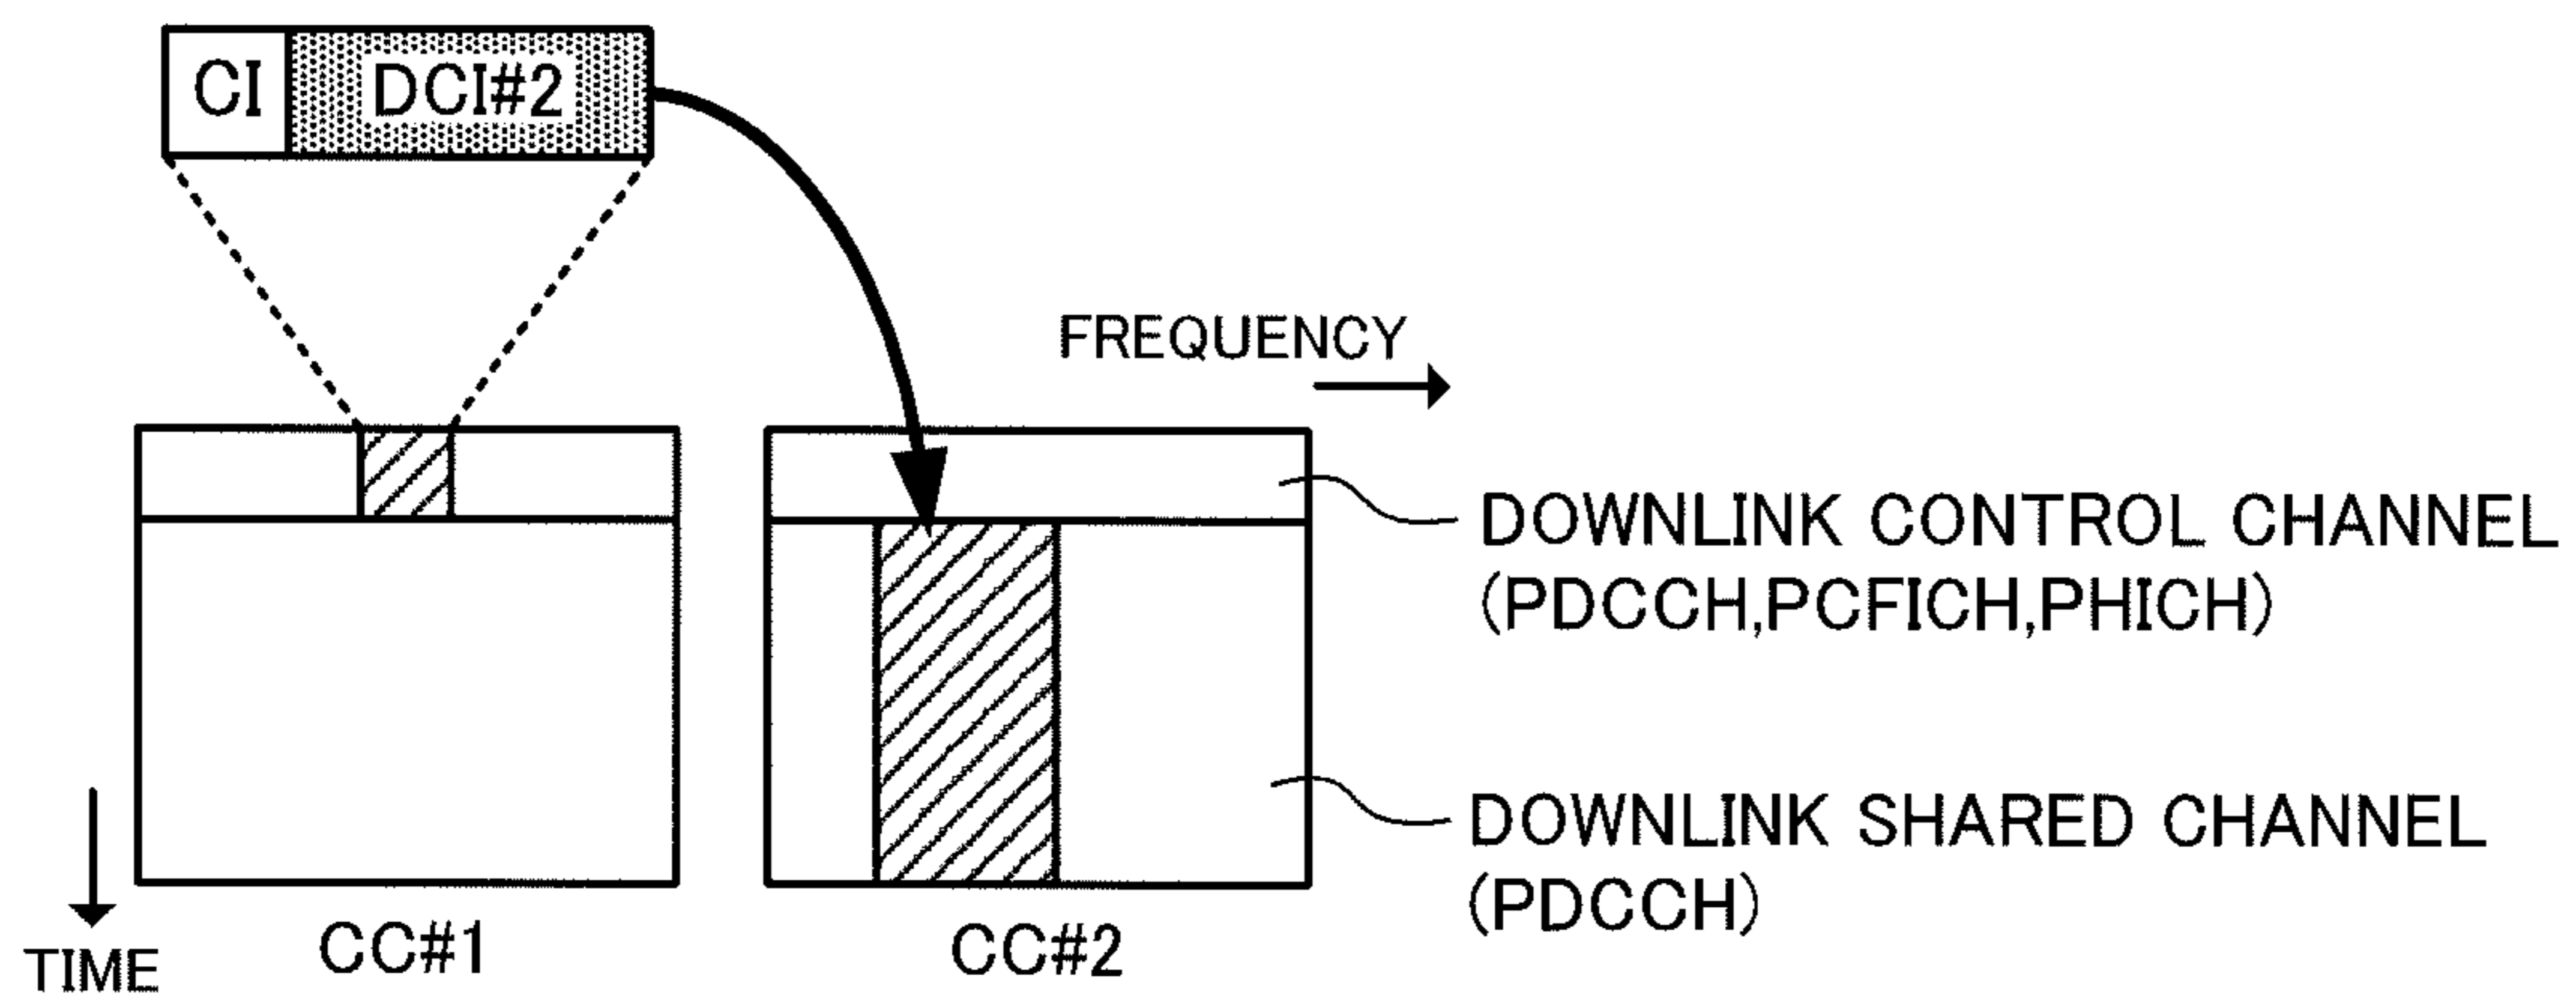 CI DCI#2
FREQUENCY
DOWNLINK CONTROL CHANNEL
(PDCCH,PCFICH,PHICH)
DOWNLINK SHARED CHANNEL
(PDCCH)
TIME
CC#1
CC#2